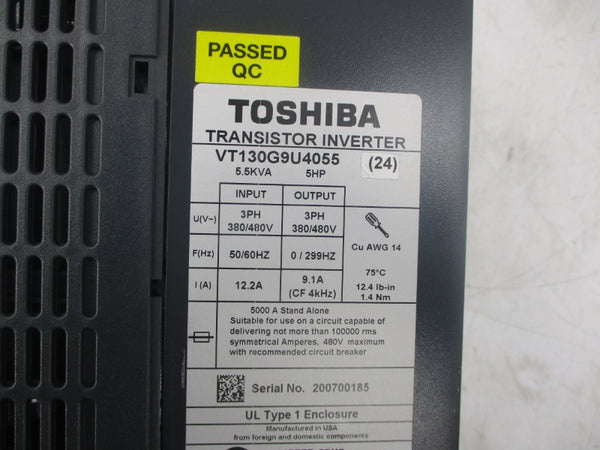 PASSED
QC
TOSHIBA
TRANSISTOR INVERTER
VT130G9U4055 (24)
5.5KVA 5HP
INPUT OUTPUT
U(V~) 3PH 380/480V 3PH 380/480V
Cu AWG 14
F(Hz) 50/60HZ 0 / 299HZ
75°C
I (A) 12.2A 9.1A (CF 4kHz)
12.4 lb-in
1.4 Nm
5000 A Stand Alone
Suitable for use on a circuit capable of
delivering not more than 100000 rms
symmetrical Amperes, 480V maximum
with recommended circuit breaker
Serial No. 200700185
UL Type 1 Enclosure
Manufactured in USA
from foreign and domestic components